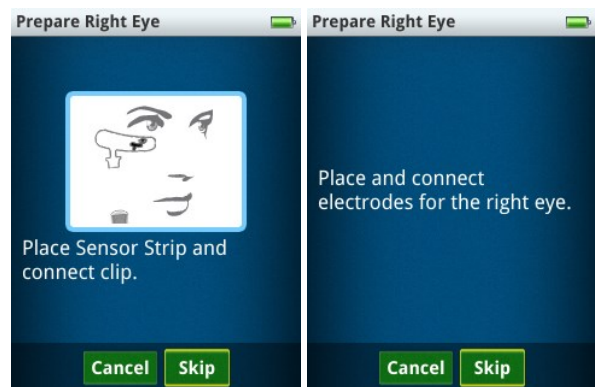 Prepare Right Eye
Place Sensor Strip and
connect clip.
Cancel Skip
Prepare Right Eye
Place and connect
electrodes for the right eye.
Cancel Skip